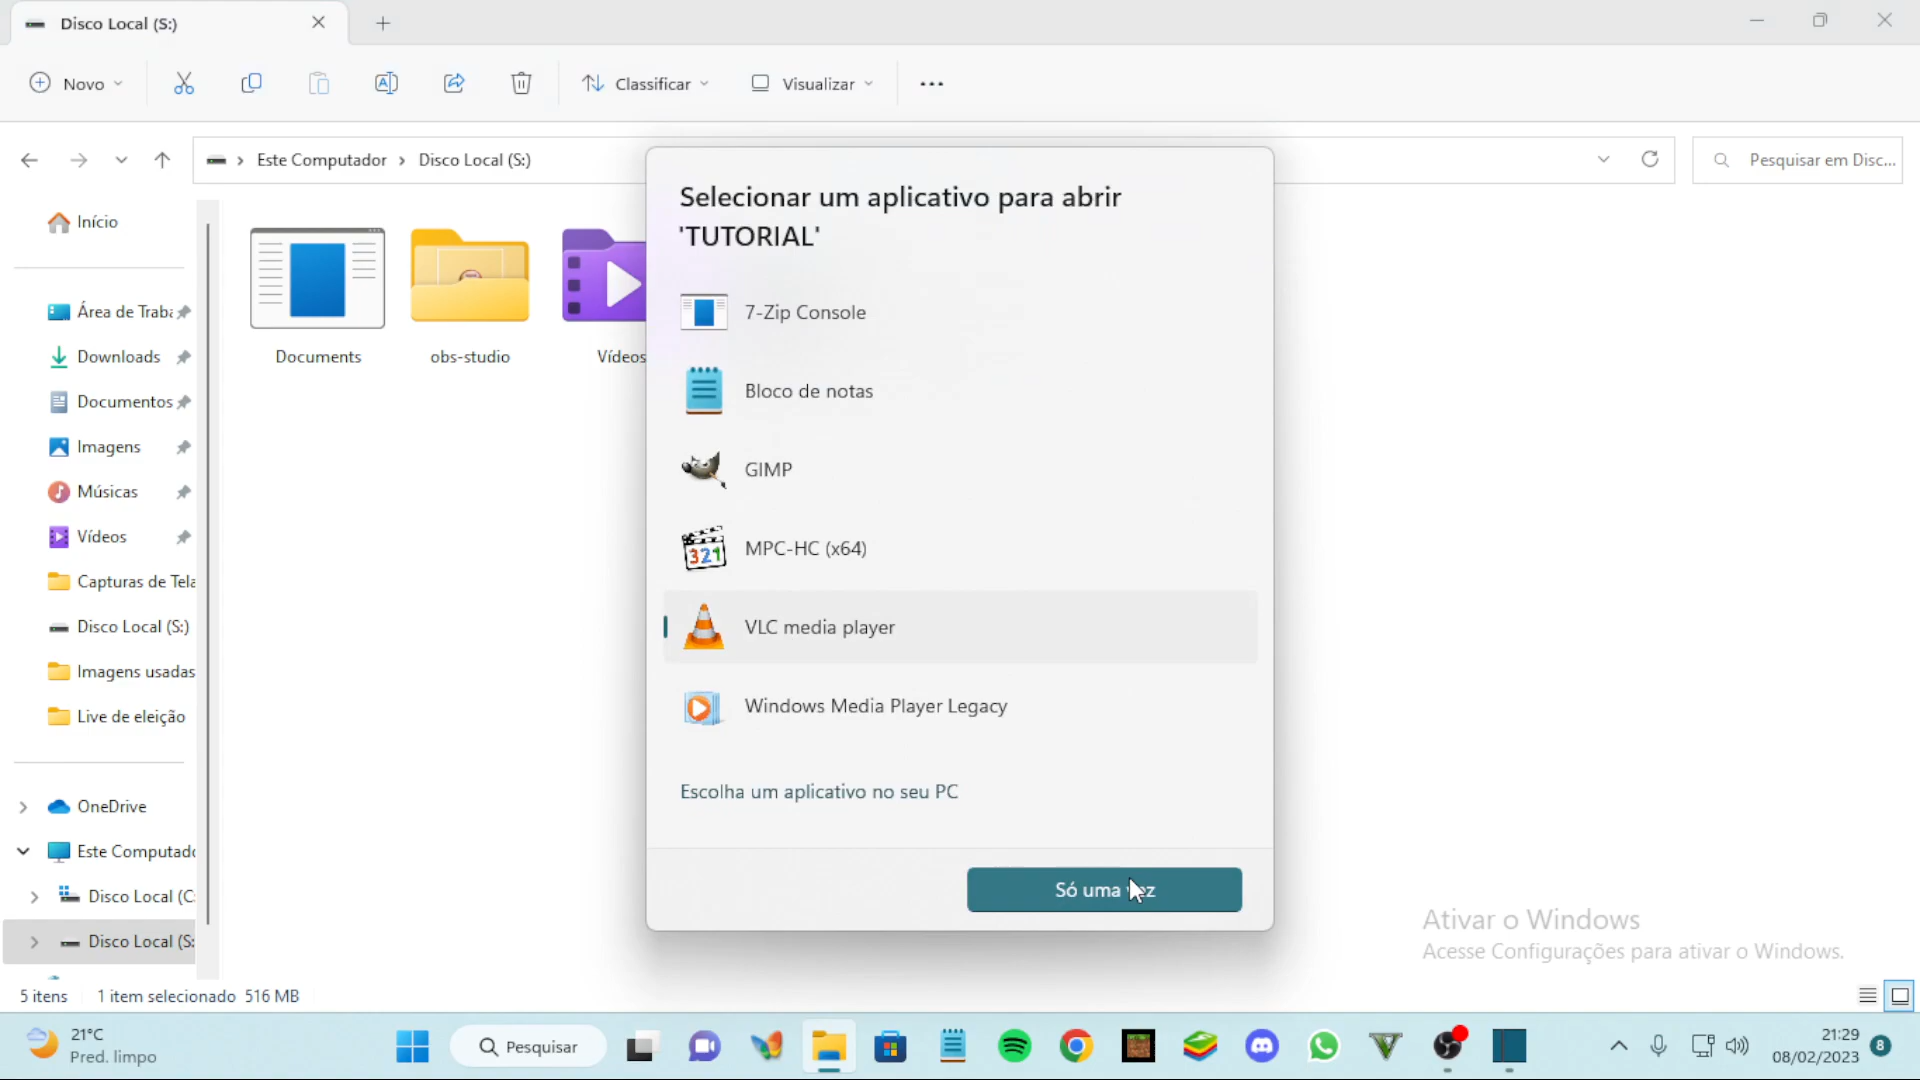 Disco Local (S:)
Novo
Classificar
Visualizar
Este Computador
Disco Local (S:)
Pesquisar em Disc...
Início
Área de Traba
Downloads
Documentos
Imagens
Músicas
Vídeos
Capturas de Tela
Disco Local (S:)
Imagens usadas
Live de eleição
OneDrive
Este Computado
Disco Local (C:
Disco Local (S:
Documents
obs-studio
Vídeos
Selecionar um aplicativo para abrir
'TUTORIAL'
7-Zip Console
Bloco de notas
GIMP
321
MPC-HC (x64)
VLC media player
Windows Media Player Legacy
Escolha um aplicativo no seu PC
Só uma vez
Ativar o Windows
Acesse Configurações para ativar o Windows.
5 itens 1 item selecionado 516 MB
21°C
Pred. limpo
Pesquisar
21:29
08/02/2023
8